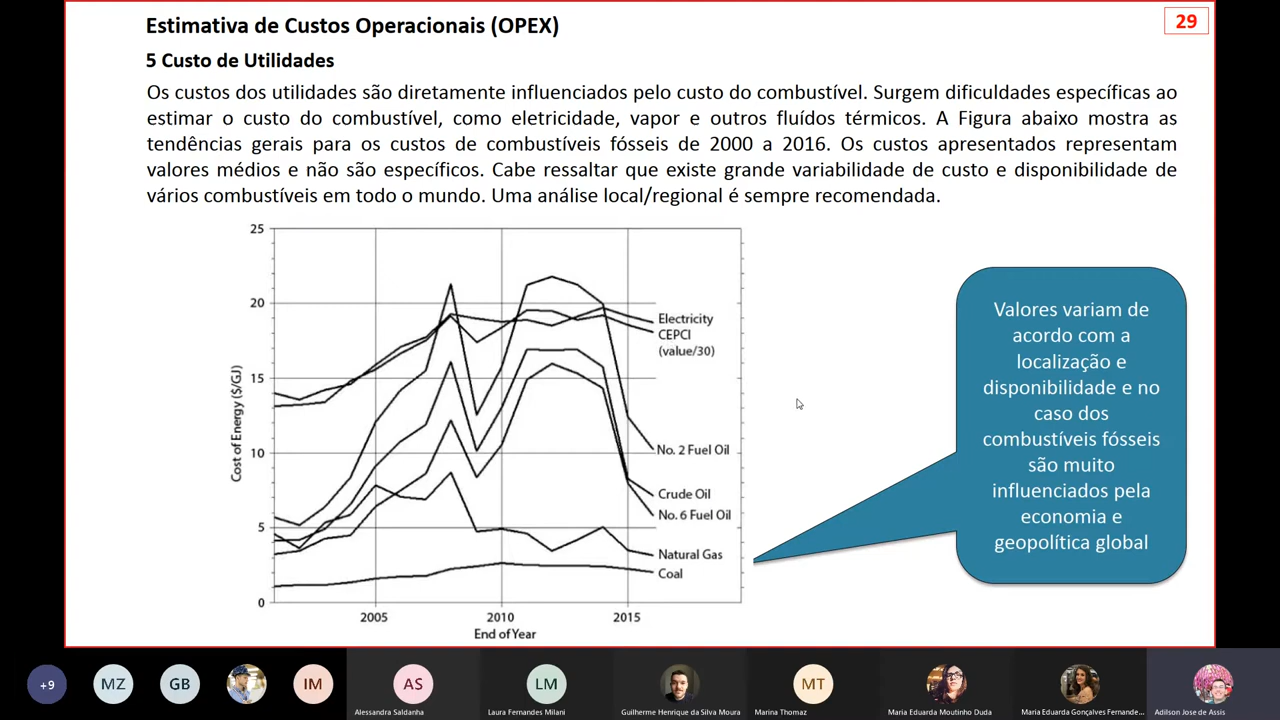 Estimativa de Custos Operacionais (OPEX)
29
5 Custo de Utilidades
Os custos dos utilidades são diretamente influenciados pelo custo do combustível. Surgem dificuldades específicas ao
estimar o custo do combustível, como eletricidade, vapor e outros fluídos térmicos. A Figura abaixo mostra as
tendências gerais para os custos de combustíveis fósseis de 2000 a 2016. Os custos apresentados representam
valores médios e não são específicos. Cabe ressaltar que existe grande variabilidade de custo e disponibilidade de
vários combustíveis em todo o mundo. Uma análise local/regional é sempre recomendada.
25
20
15
10
5
0
Cost of Energy ($/GJ)
Electricity
CEPCI
(value/30)
No. 2 Fuel Oil
Crude Oil
No. 6 Fuel Oil
Natural Gas
Coal
2005
2010
2015
End of Year
Valores variam de
acordo com a
localização e
disponibilidade e no
caso dos
combustíveis fósseis
são muito
influenciados pela
economia e
geopolítica global
+9
MZ
GB
IM
AS
LM
MT
Alessandra Saldanha
Laura Fernandes Milani
Guilherme Henrique da Silva Moura
Marina Thomaz
Maria Eduarda Moutinho Duda
Maria Eduarda Gonçalves Fernande...
Adilson Jose de Assis